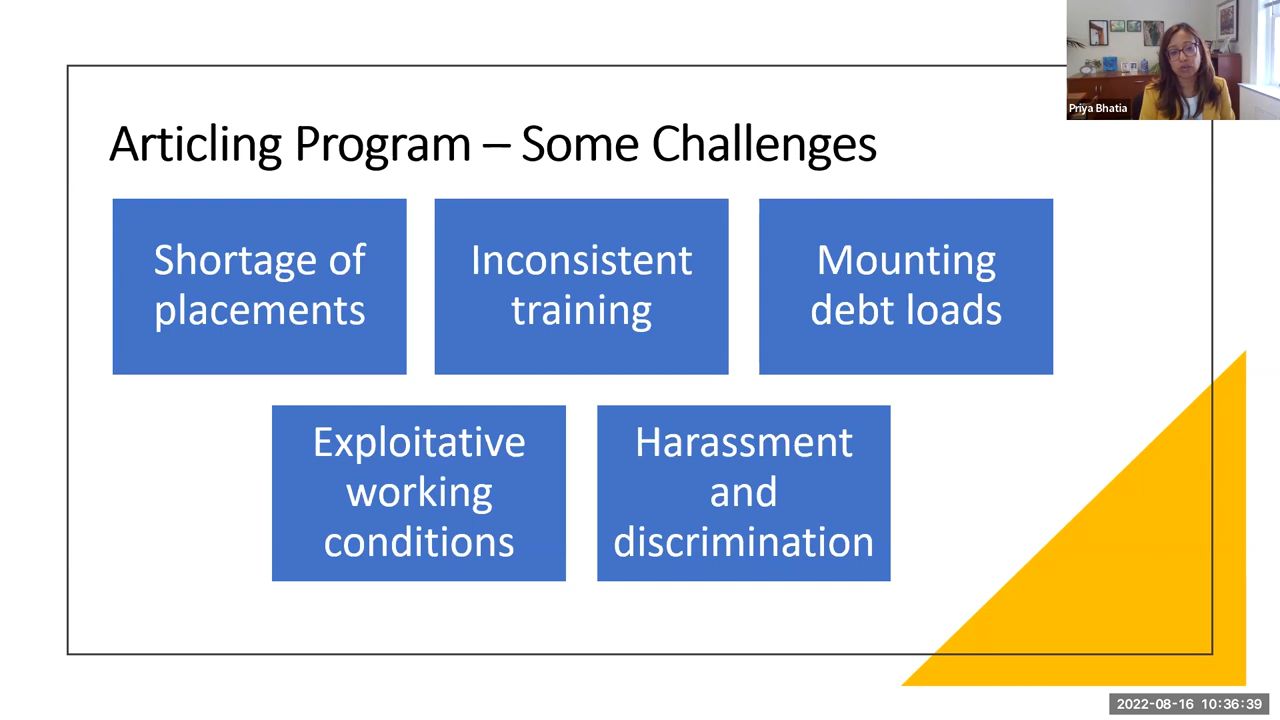 Priya Bhatia
Articling Program – Some Challenges
Shortage of
placements
Inconsistent
training
Mounting
debt loads
Exploitative
working
conditions
Harassment
and
discrimination
2022-08-16 10:36:39